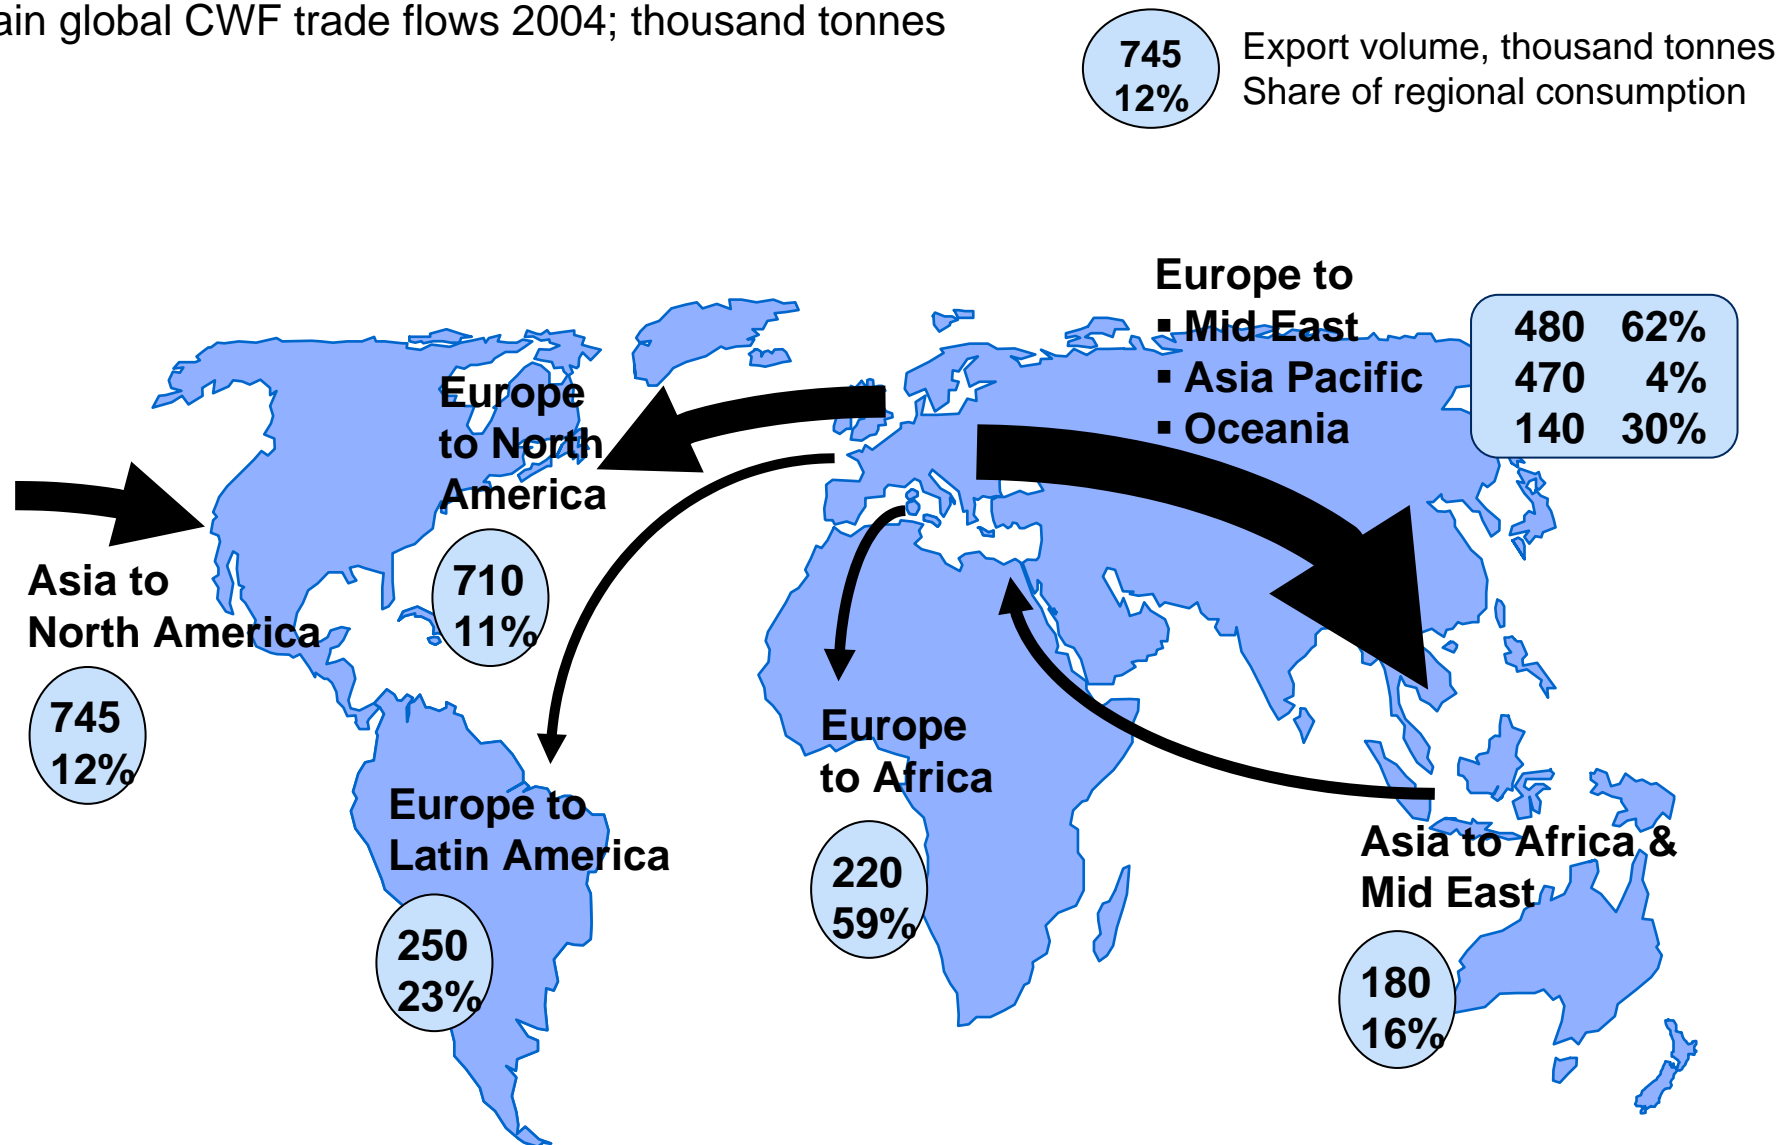 ain global CWF trade flows 2004; thousand tonnes
745
12%
Export volume, thousand tonnes
Share of regional consumption
Europe to
▪ Mid East
▪ Asia Pacific
▪ Oceania
480 62%
470 4%
140 30%
Europe
to North
America
710
11%
Asia to
North America
745
12%
Europe to
Latin America
250
23%
Europe
to Africa
220
59%
Asia to Africa &
Mid East
180
16%